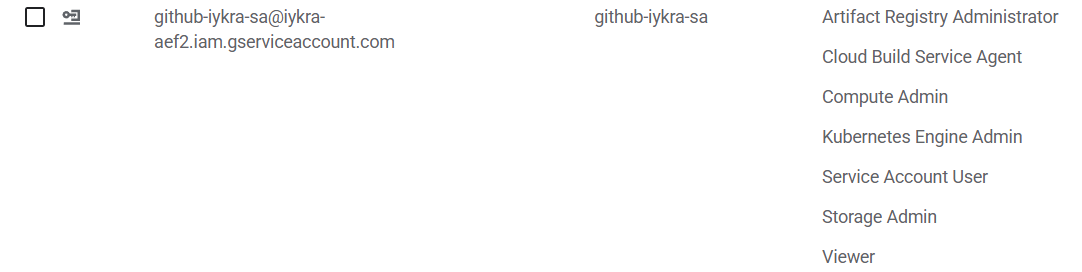 github-iykra-sa@iykra-
aef2.iam.gserviceaccount.com
github-iykra-sa
Artifact Registry Administrator
Cloud Build Service Agent
Compute Admin
Kubernetes Engine Admin
Service Account User
Storage Admin
Viewer